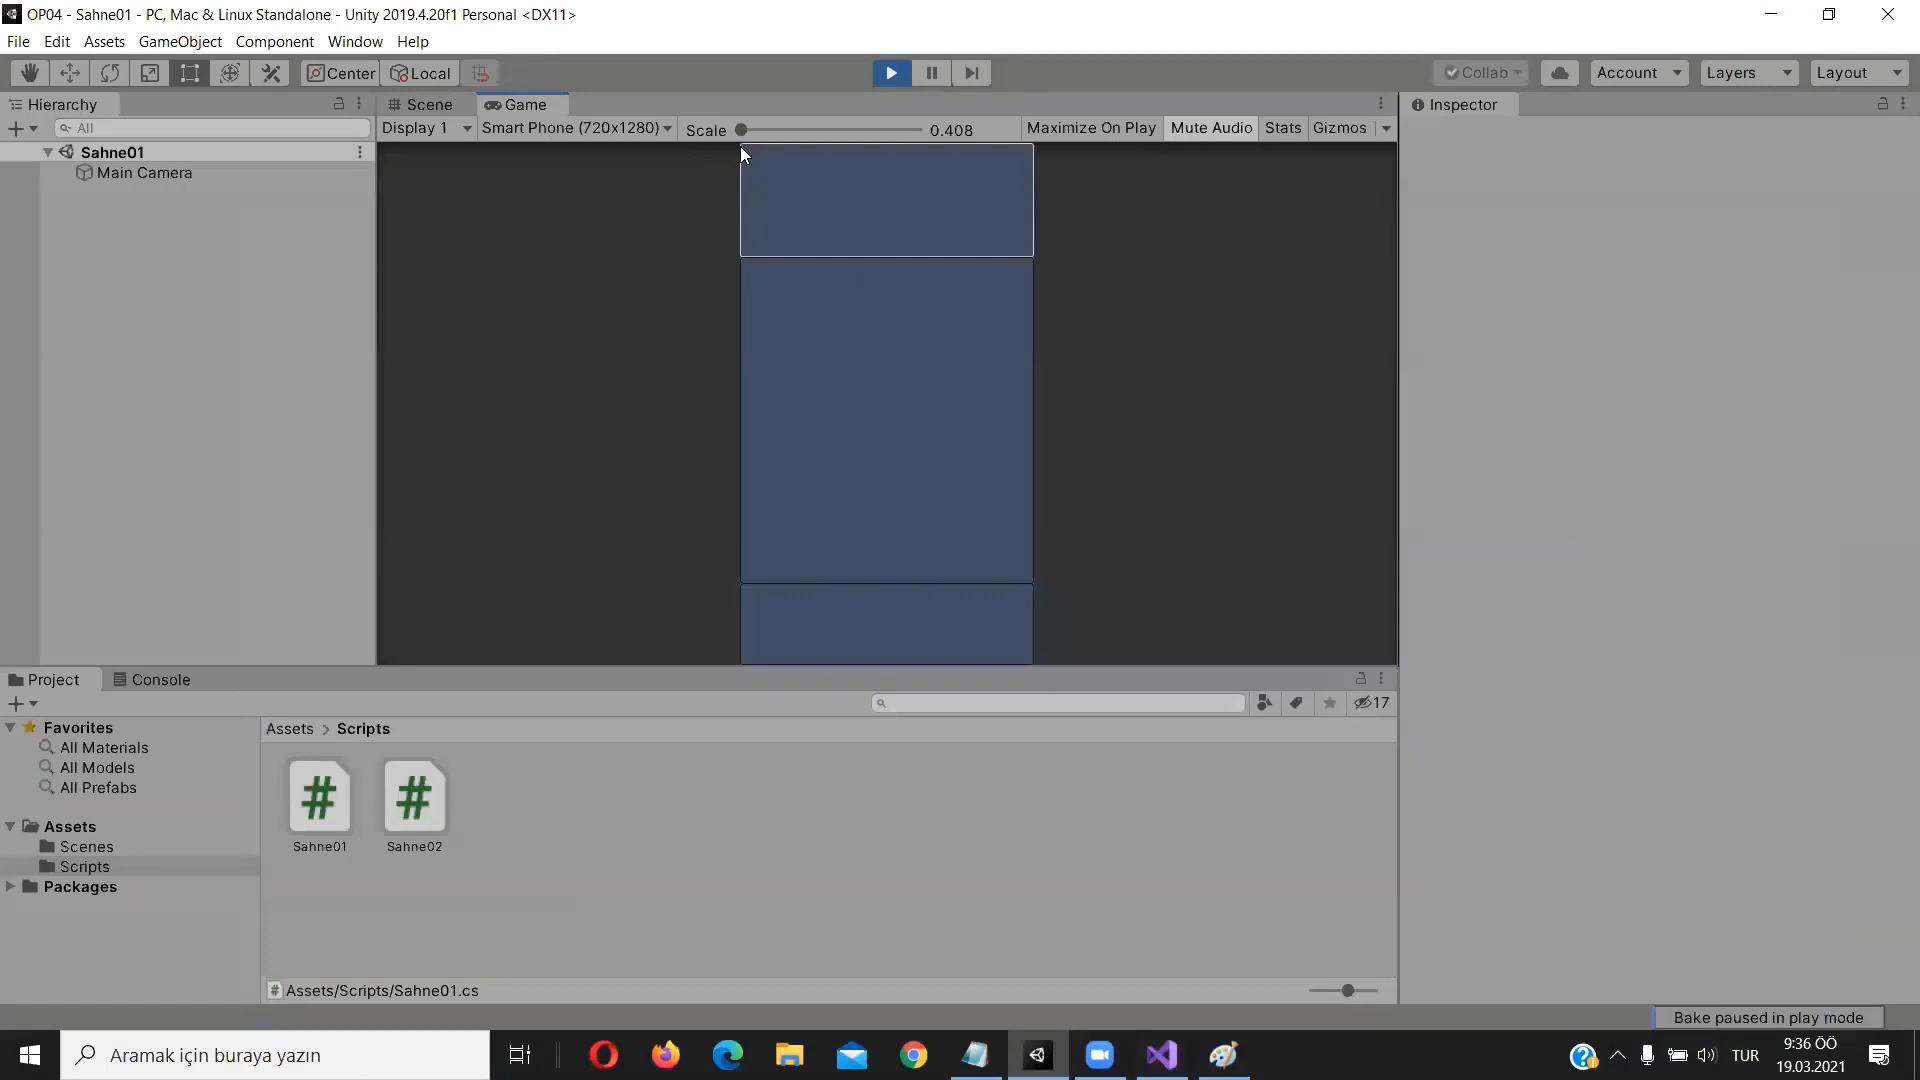 OP04 - Sahne01 - PC, Mac & Linux Standalone - Unity 2019.4.20f1 Personal <DX11>
File Edit Assets GameObject Component Window Help
Center Local Collab Account Layers Layout
Hierarchy Scene Game Inspector
All Display 1 Smart Phone (720x1280) Scale 0.408 Maximize On Play Mute Audio Stats Gizmos
Sahne01
Main Camera
Project Console
17
Favorites
All Materials
All Models
All Prefabs
Assets
Scenes
Scripts
Packages
Assets > Scripts
# #
Sahne01 Sahne02
# Assets/Scripts/Sahne01.cs
Bake paused in play mode
Aramak için buraya yazın
TUR
9:36 ÖÖ
19.03.2021